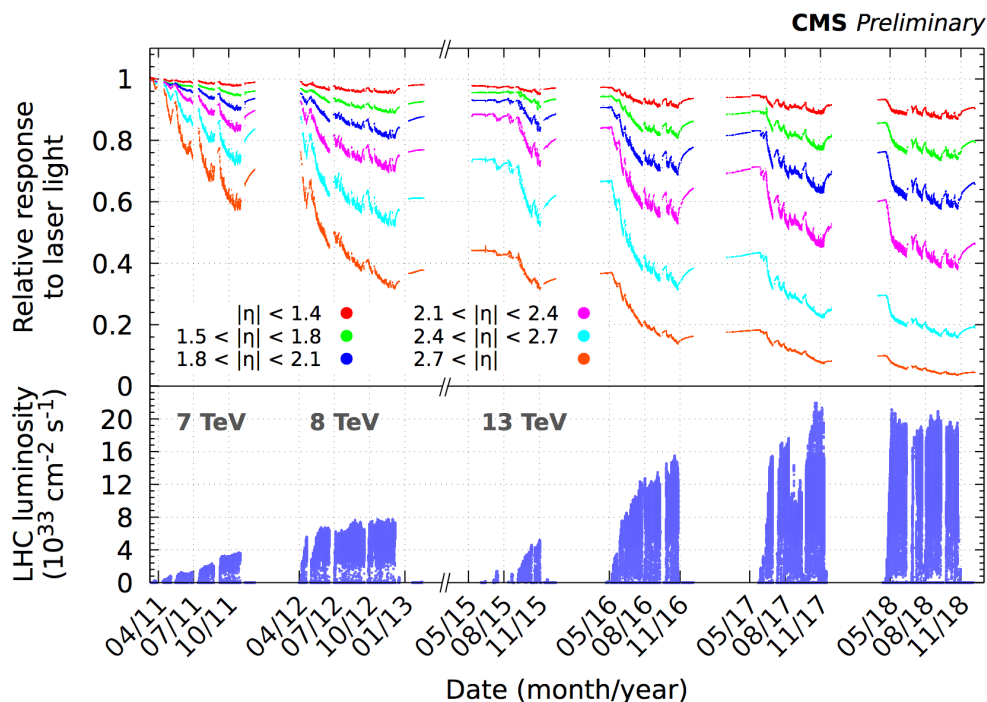 CMS Preliminary
Relative response
to laser light
1
0.8
0.6
0.4
0.2
0
|η| < 1.4
1.5 < |η| < 1.8
1.8 < |η| < 2.1
2.1 < |η| < 2.4
2.4 < |η| < 2.7
2.7 < |η|
LHC luminosity
(10³³ cm⁻² s⁻¹)
20
16
12
8
4
0
7 TeV
8 TeV
13 TeV
04/11
07/11
10/11
04/12
07/12
10/12
01/13
05/15
08/15
11/15
05/16
08/16
11/16
05/17
08/17
11/17
05/18
08/18
11/18
Date (month/year)